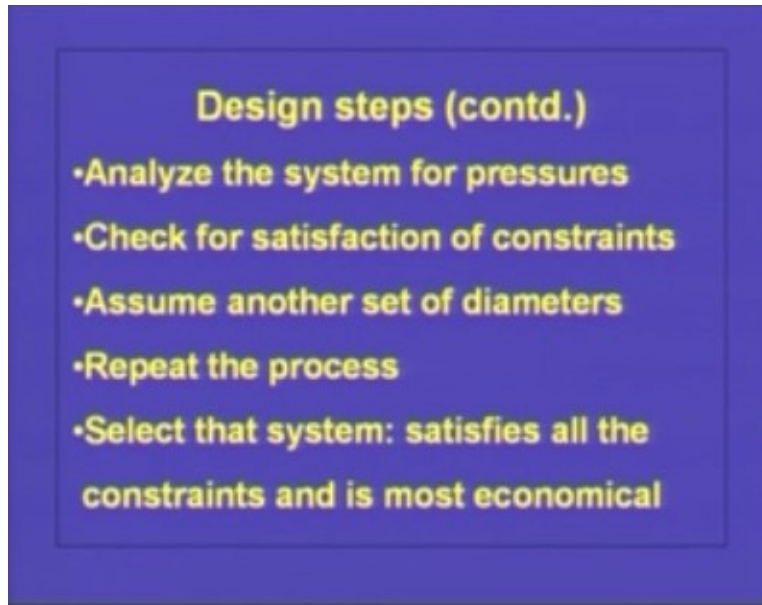 Design steps (contd.)
•Analyze the system for pressures
•Check for satisfaction of constraints
•Assume another set of diameters
•Repeat the process
•Select that system: satisfies all the
constraints and is most economical